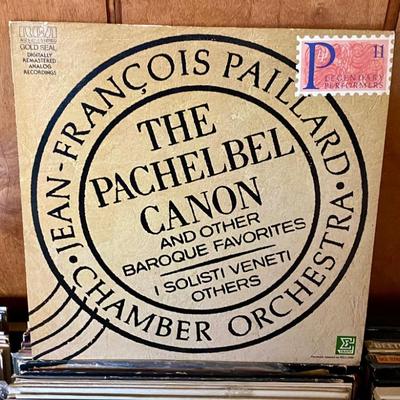 RCA
GOLD SEAL
DIGITALLY
REMASTERED
ANALOG
RECORDINGS
P 11
LEGENDARY
PERFORMERS
JEAN-FRANÇOIS PAILLARD
CHAMBER ORCHESTRA
THE
PACHELBEL
CANON
AND OTHER
BAROQUE FAVORITES
I SOLISTI VENETI
OTHERS